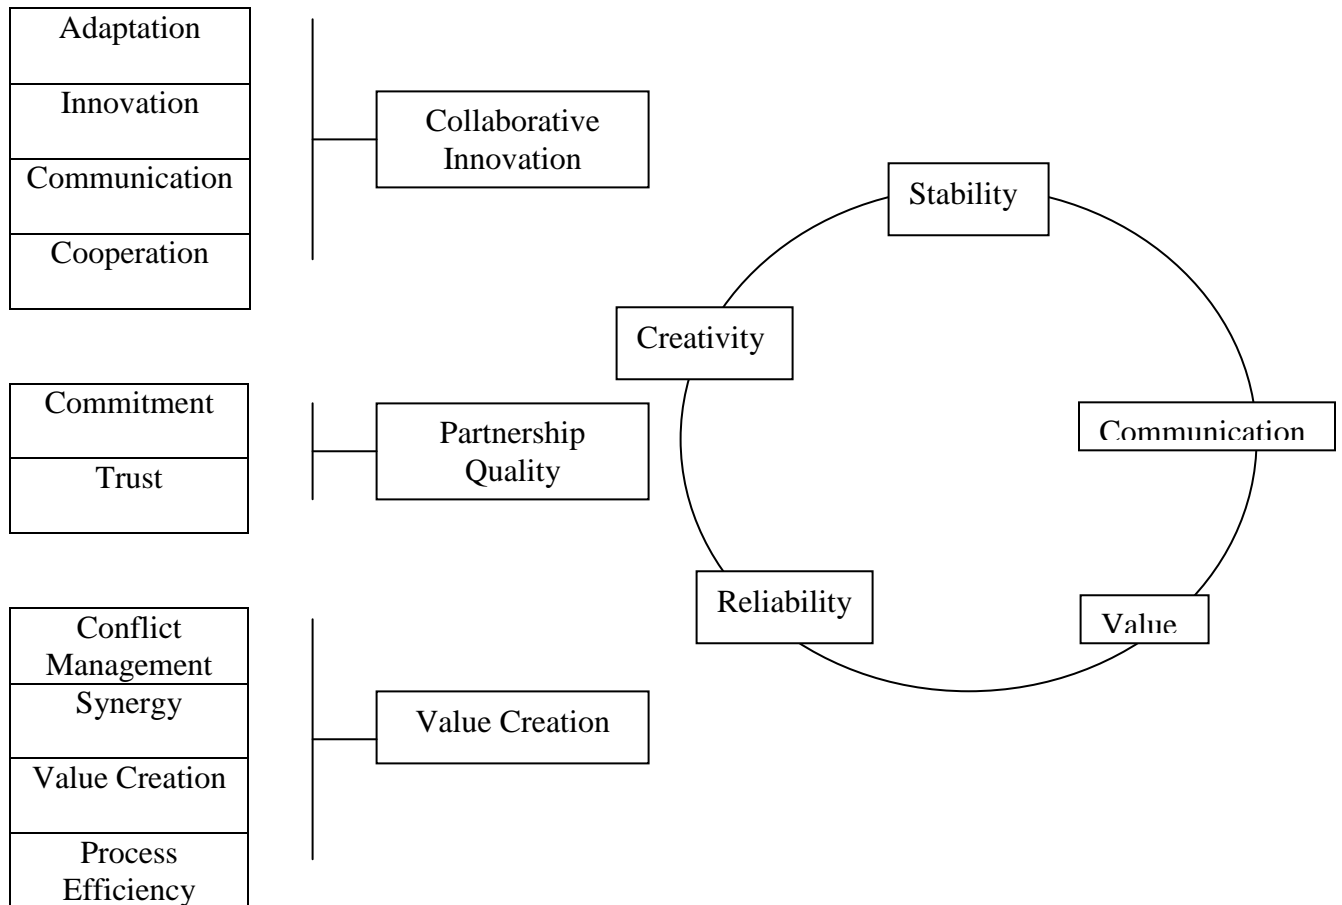 Adaptation
Innovation
Communication
Cooperation
Collaborative
Innovation
Commitment
Trust
Partnership
Quality
Conflict
Management
Synergy
Value Creation
Process
Efficiency
Value Creation
Stability
Creativity
Communication
Reliability
Value